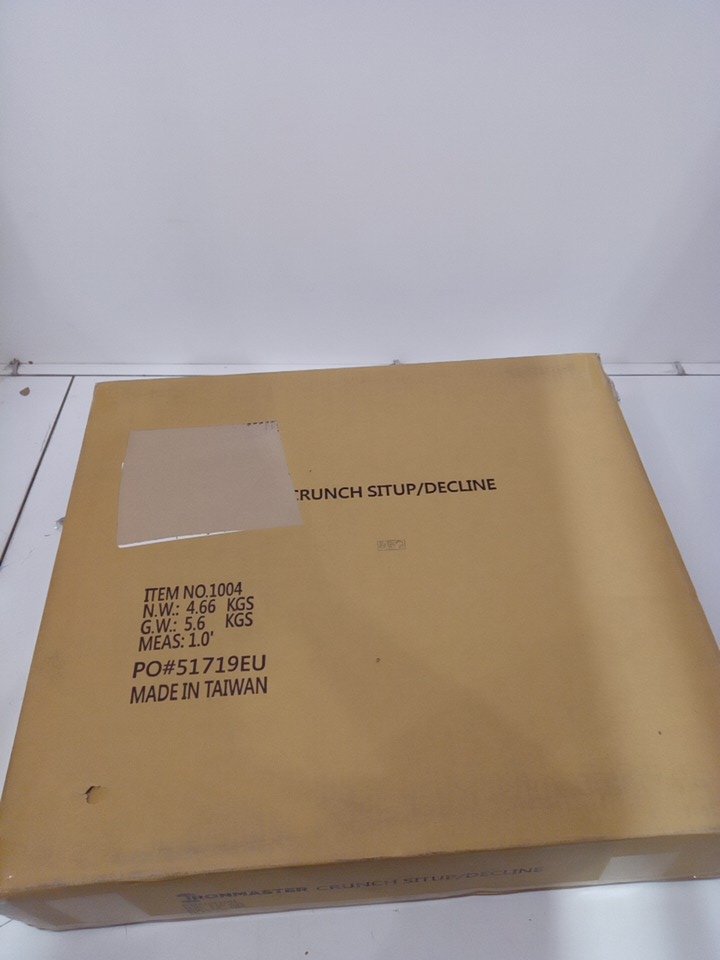 CRUNCH SITUP/DECLINE
ITEM NO.1004
N.W.: 4.66 KGS
G.W.: 5.6 KGS
MEAS: 1.0'
PO#51719EU
MADE IN TAIWAN
IRONMASTER CRUNCH SITUP/DECLINE